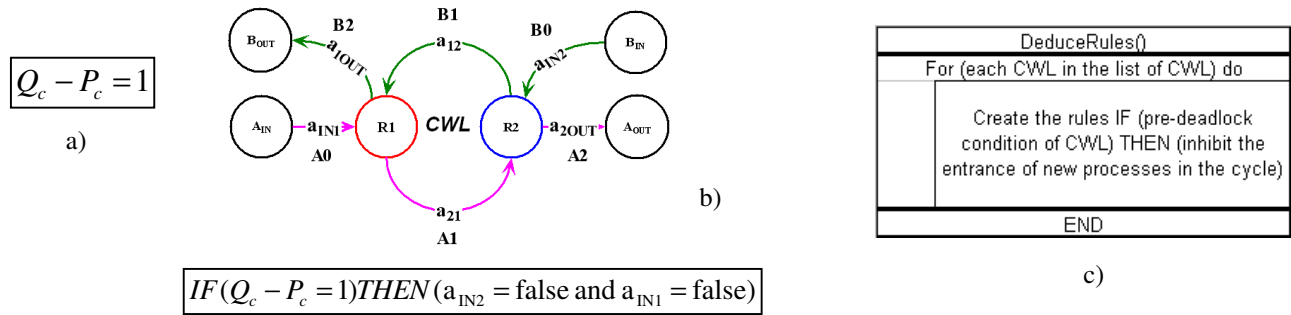 Q_c − P_c = 1
a)
B2
B1
B0
B_OUT
a_1OUT
a_12
a_IN2
B_IN
A_IN
a_IN1
A0
R1
CWL
R2
a_2OUT
A2
A_OUT
a_21
A1
b)
IF(Q_c − P_c = 1)THEN(a_IN2 = false and a_IN1 = false)
DeduceRules()
For (each CWL in the list of CWL) do
Create the rules IF (pre-deadlock
condition of CWL) THEN (inhibit the
entrance of new processes in the cycle)
END
c)